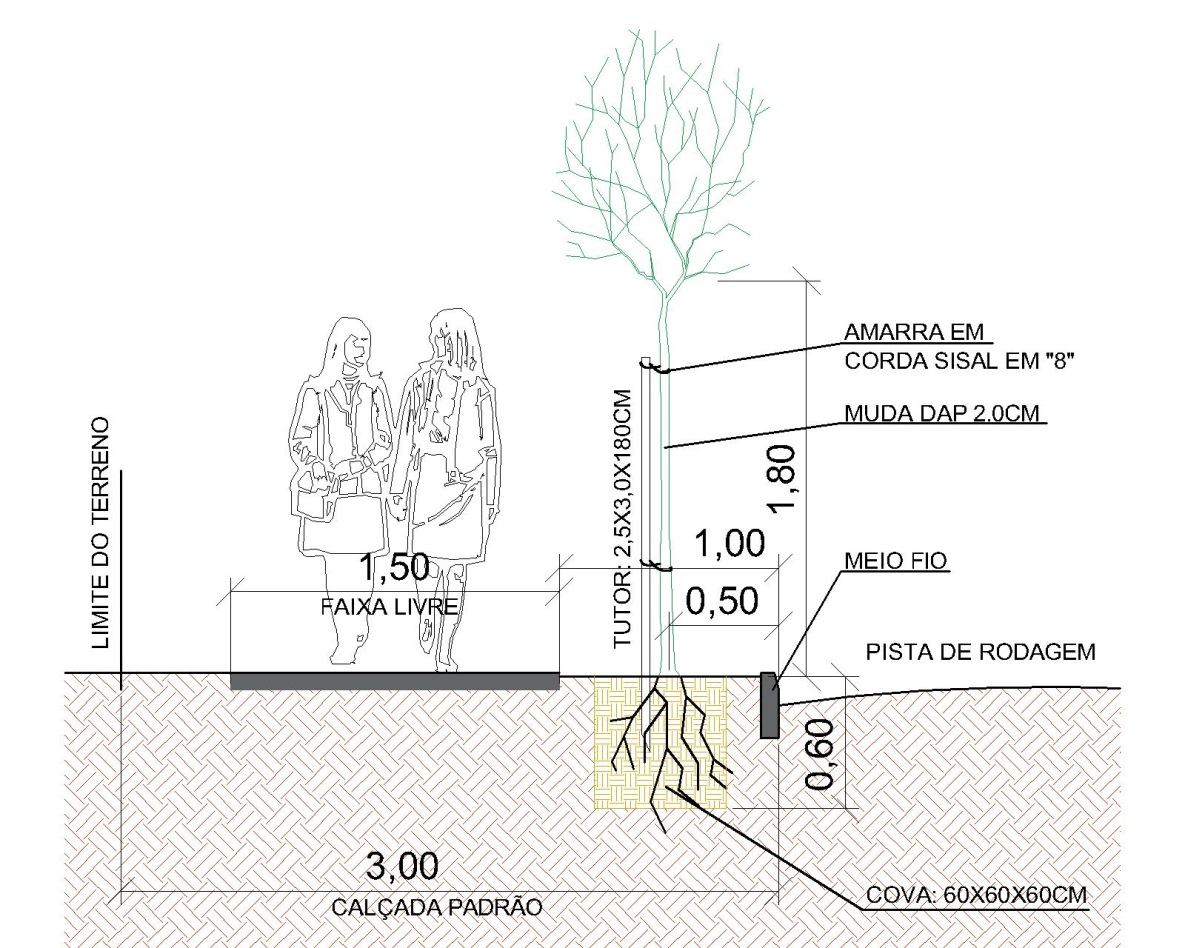 AMARRA EM
CORDA SISAL EM "8"
MUDA DAP 2.0CM
1,80
TUTOR: 2,5X3,0X180CM
LIMITE DO TERRENO
1,00
MEIO FIO
1,50
FAIXA LIVRE
0,50
PISTA DE RODAGEM
0,60
3,00
CALÇADA PADRÃO
COVA: 60X60X60CM